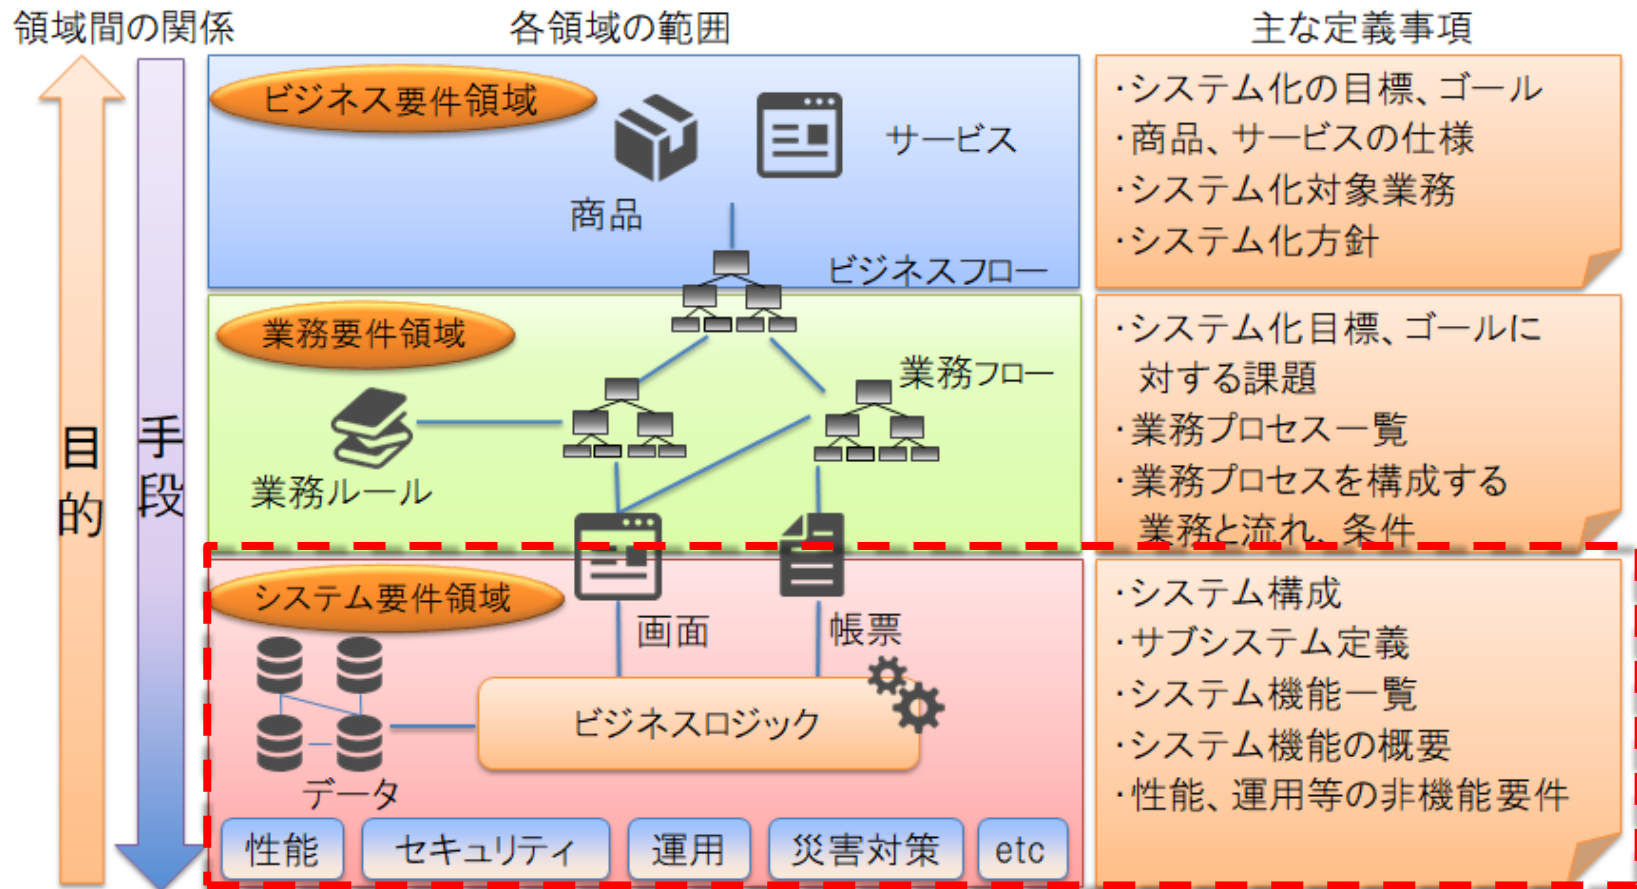 領域間の関係
各領域の範囲
主な定義事項
目的
手段
ビジネス要件領域
商品
サービス
ビジネスフロー
・システム化の目標、ゴール
・商品、サービスの仕様
・システム化対象業務
・システム化方針
業務要件領域
業務フロー
業務ルール
・システム化目標、ゴールに
対する課題
・業務プロセス一覧
・業務プロセスを構成する
業務と流れ、条件
システム要件領域
画面
帳票
ビジネスロジック
データ
性能
セキュリティ
運用
災害対策
etc
・システム構成
・サブシステム定義
・システム機能一覧
・システム機能の概要
・性能、運用等の非機能要件